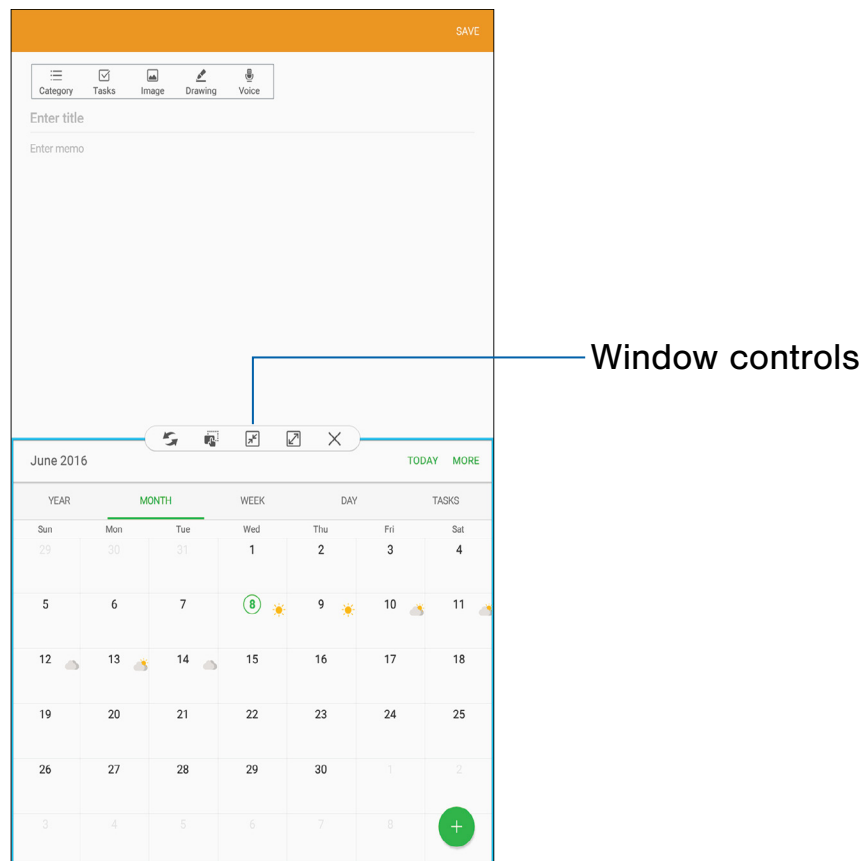 SAVE
Category Tasks Image Drawing Voice
Enter title
Enter memo
Window controls
June 2016 TODAY MORE
YEAR MONTH WEEK DAY TASKS
Sun Mon Tue Wed Thu Fri Sat
29 30 31 1 2 3 4
5 6 7 8 9 10 11
12 13 14 15 16 17 18
19 20 21 22 23 24 25
26 27 28 29 30 1 2
3 4 5 6 7 8